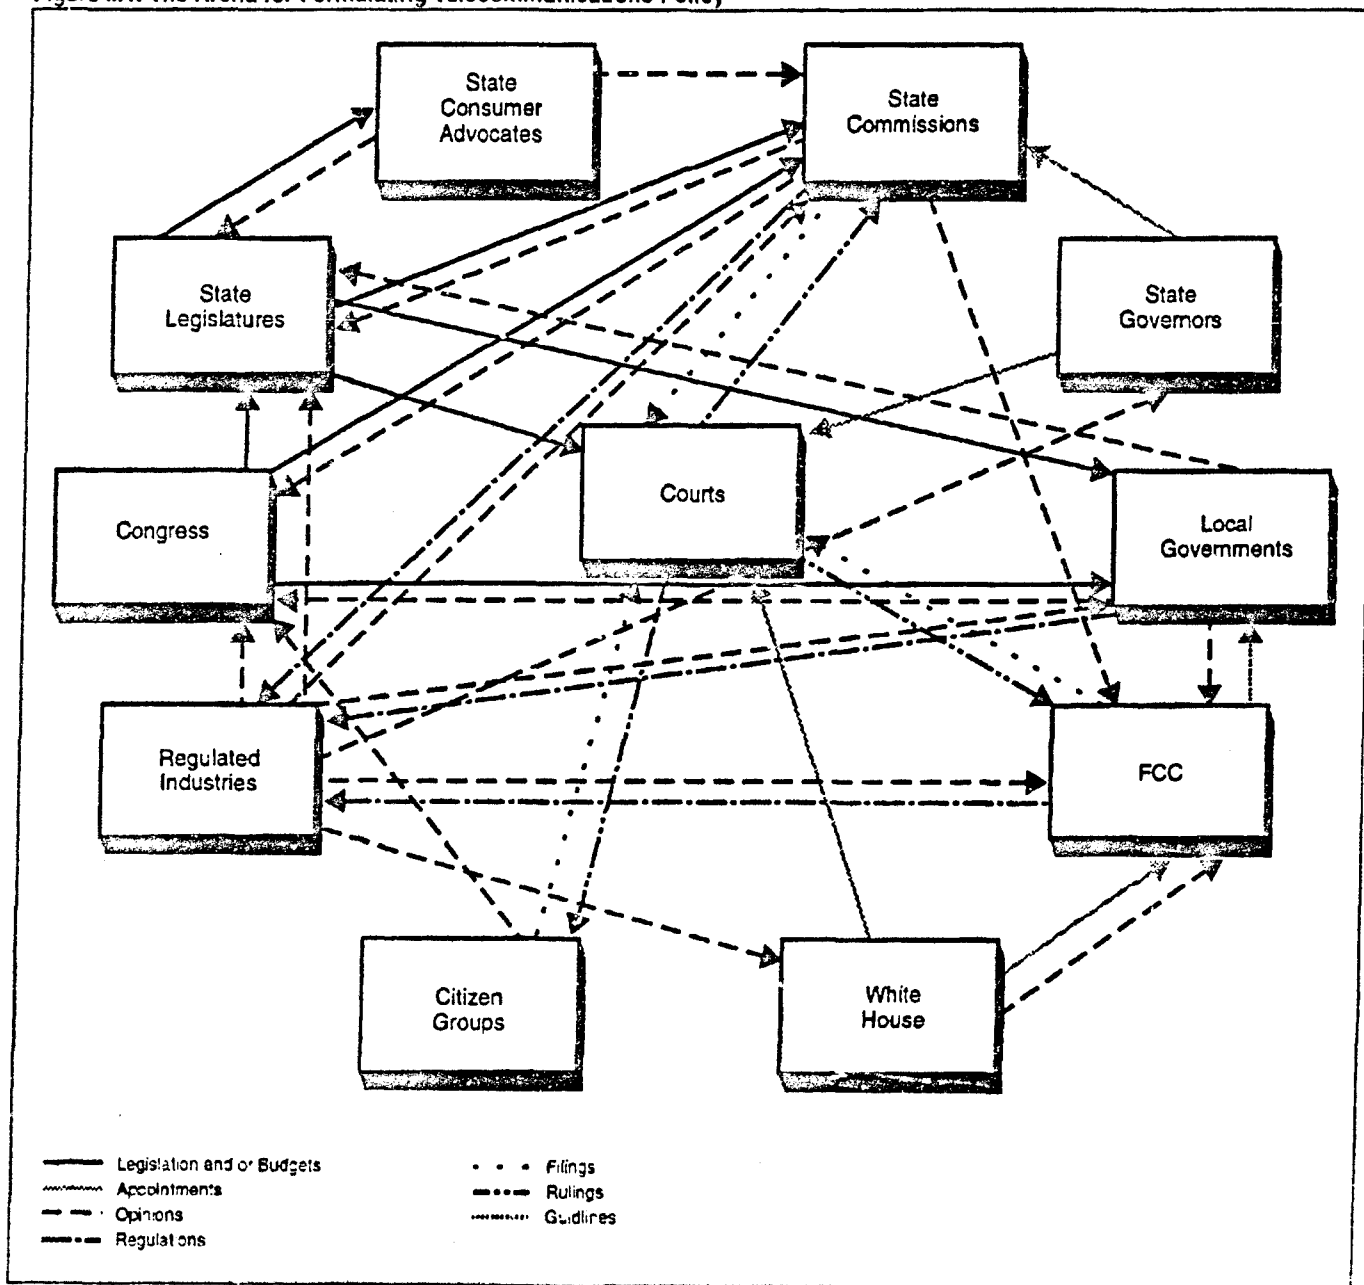 State
Consumer
Advocates
State
Commissions
State
Legislatures
State
Governors
Courts
Congress
Local
Governments
Regulated
Industries
FCC
Citizen
Groups
White
House
Legislation and or Budgets
Appointments
Opinions
Regulations
Filings
Rulings
Guidlines